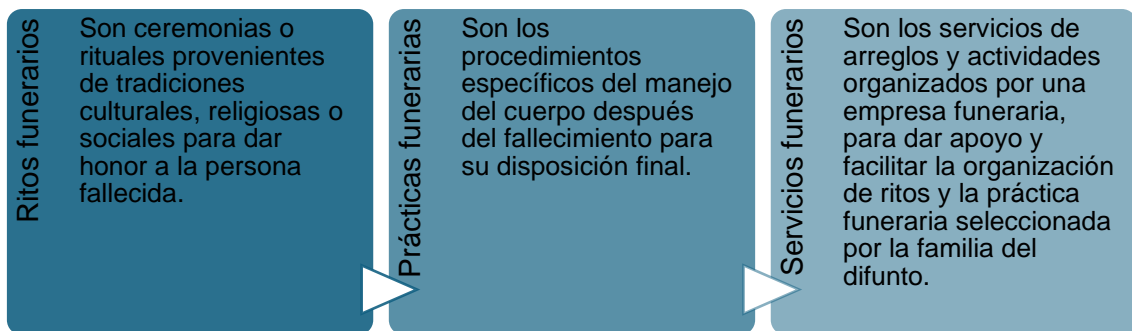 Ritos funerarios
Son ceremonias o
rituales provenientes
de tradiciones
culturales, religiosas o
sociales para dar
honor a la persona
fallecida.
Prácticas funerarias
Son los
procedimientos
específicos del manejo
del cuerpo después
del fallecimiento para
su disposición final.
Servicios funerarios
Son los servicios de
arreglos y actividades
organizados por una
empresa funeraria,
para dar apoyo y
facilitar la organización
de ritos y la práctica
funeraria seleccionada
por la familia del
difunto.